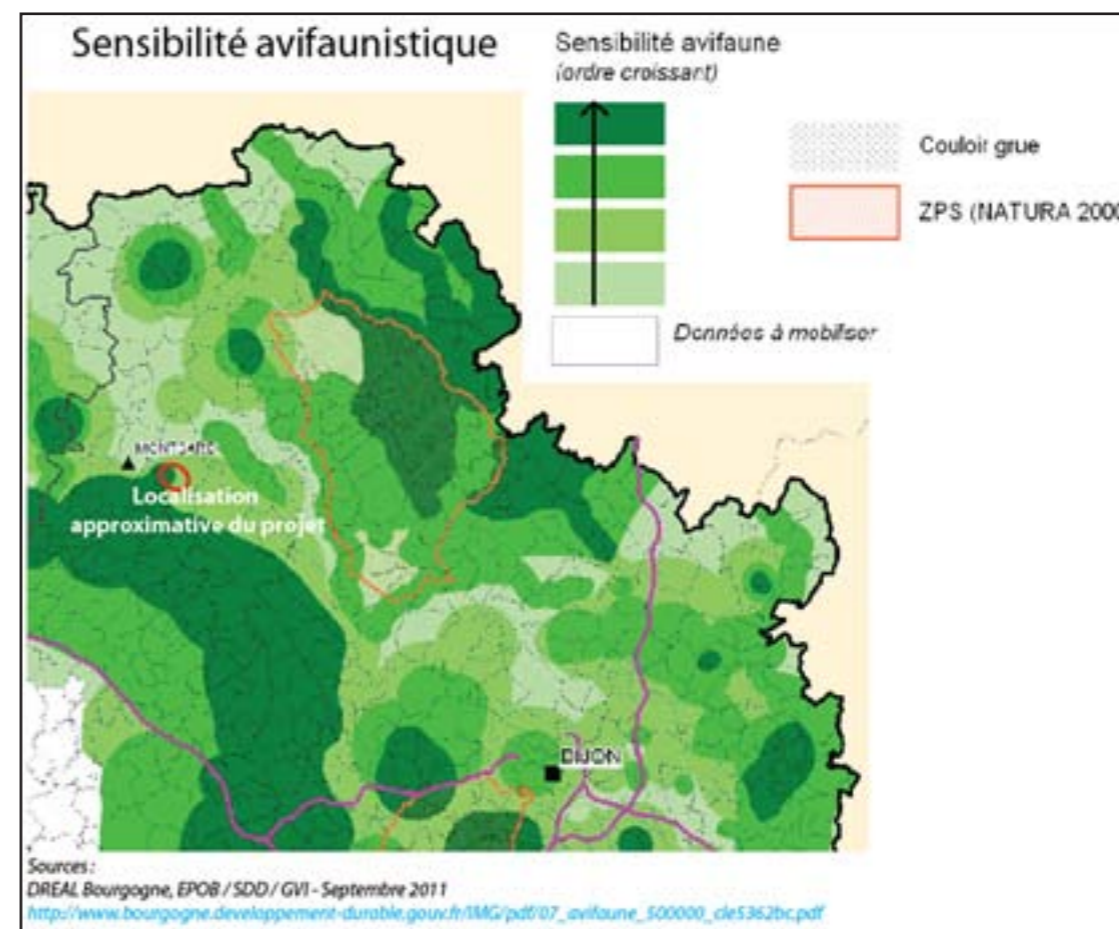 Sensibilité avifaunistique
Sensibilité avifaune
(ordre croissant)
Couloir grue
ZPS (NATURA 2000
Données à mobiliser
MONTBARD
Localisation
approximative du projet
DIJON
Sources :
DREAL Bourgogne, EPOB / SDD / GVI - Septembre 2011
http://www.bourgogne.developpement-durable.gouv.fr/IMG/pdf/07_avifaune_500000_cle5362bc.pdf